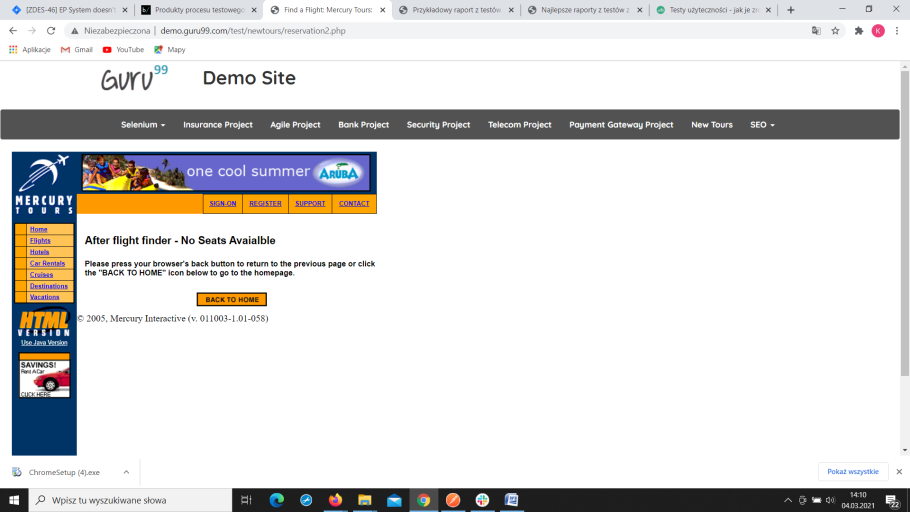 [ZDES-46] EP System doesn't
Produkty procesu testowego
Find a Flight: Mercury Tours:
Przykładowy raport z testów z
Najlepsze raporty z testów z
Testy użyteczności - jak je zro
Niezabezpieczona | demo.guru99.com/test/newtours/reservation2.php
Aplikacje Gmail YouTube Mapy
Guru99 Demo Site
Selenium Insurance Project Agile Project Bank Project Security Project Telecom Project Payment Gateway Project New Tours SEO
one cool summer ARUBA
MERCURY
TOURS
SIGN-ON REGISTER SUPPORT CONTACT
Home
Flights
Hotels
Car Rentals
Cruises
Destinations
Vacations
HTML
VERSION
Use Java Version
SAVINGS!
Rent A Car
CLICK HERE
After flight finder - No Seats Avaialble
Please press your browser's back button to return to the previous page or click
the "BACK TO HOME" icon below to go to the homepage.
BACK TO HOME
© 2005, Mercury Interactive (v. 011003-1.01-058)
ChromeSetup (4).exe
Pokaż wszystkie
Wpisz tu wyszukiwane słowa
14:10
04.03.2021
22